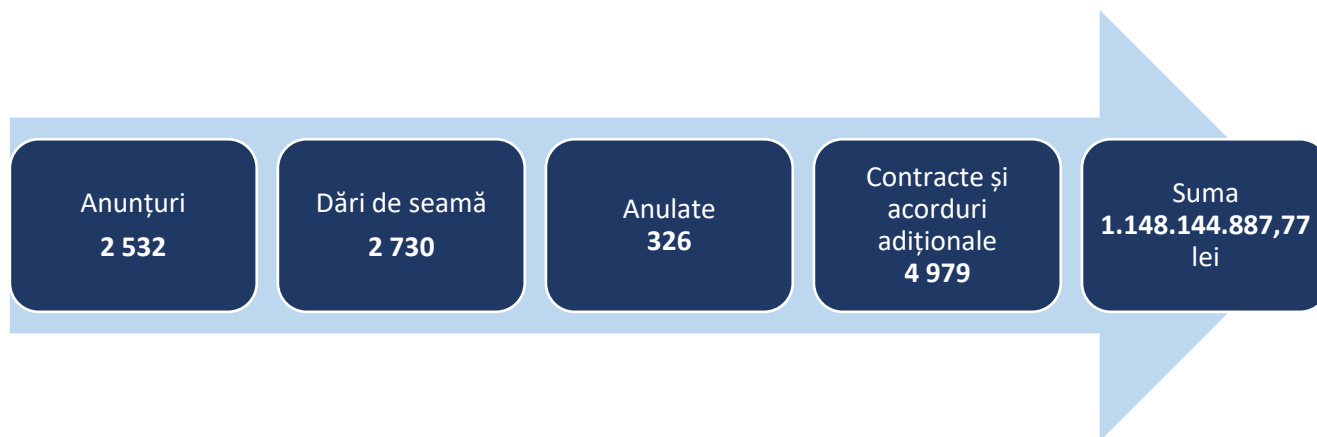 Anunțuri
2 532
Dări de seamă
2 730
Anulate
326
Contracte și
acorduri
adiționale
4 979
Suma
1.148.144.887,77
lei